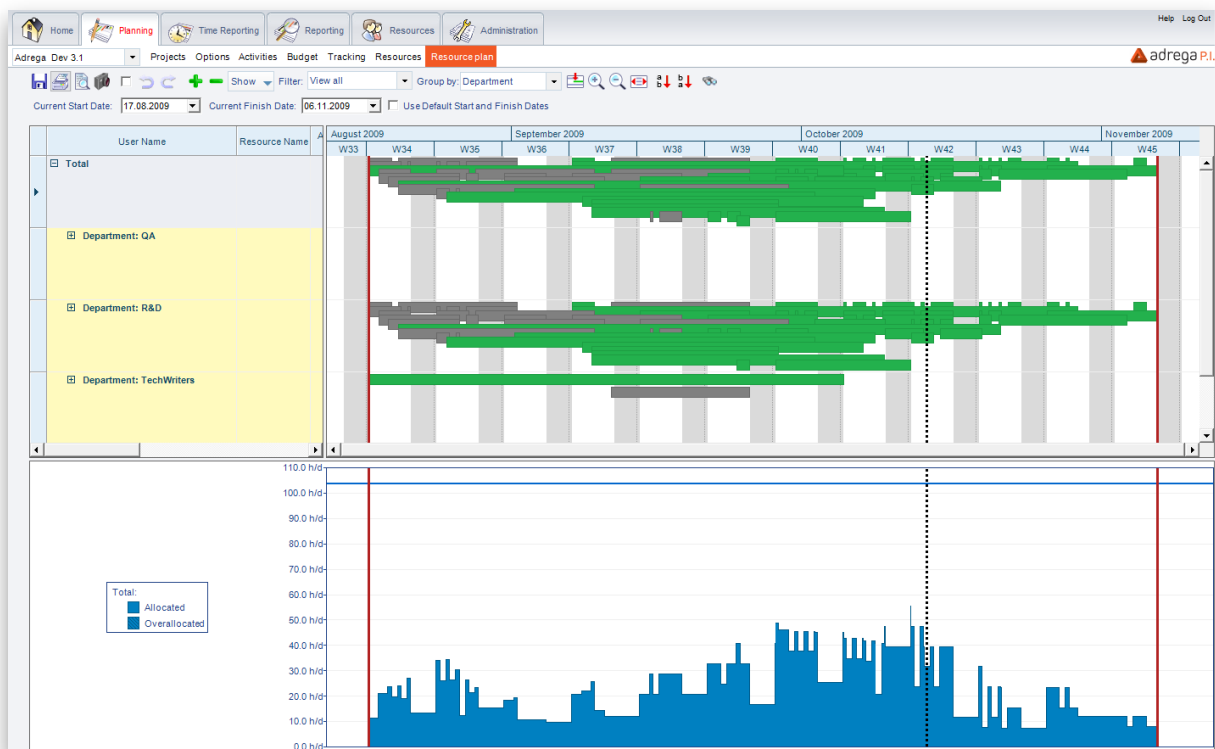 Help Log Out
Home Planning Time Reporting Reporting Resources Administration
Adrega Dev 3.1 Projects Options Activities Budget Tracking Resources Resource plan adrega P.I.
Show Filter: View all Group by: Department
Current Start Date: 17.08.2009 Current Finish Date: 06.11.2009 Use Default Start and Finish Dates
User Name Resource Name A August 2009 September 2009 October 2009 November 2009
W33 W34 W35 W36 W37 W38 W39 W40 W41 W42 W43 W44 W45
Total
Department: QA
Department: R&D
Department: TechWriters
110.0 h/d
100.0 h/d
90.0 h/d
80.0 h/d
70.0 h/d
60.0 h/d
50.0 h/d
40.0 h/d
30.0 h/d
20.0 h/d
10.0 h/d
0.0 h/d
Total:
Allocated
Overallocated